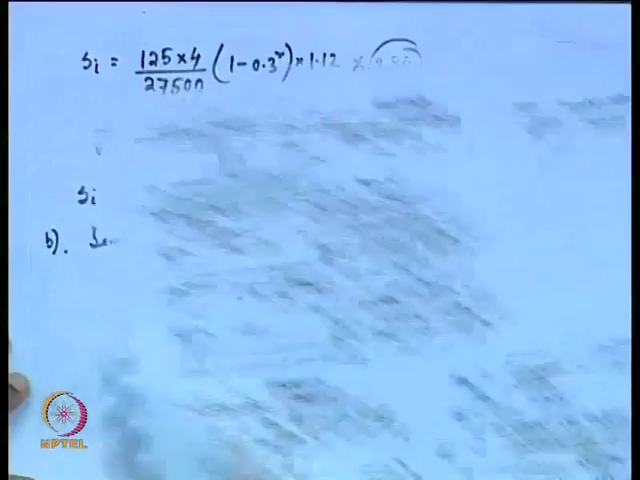 Si = 125×4/27500 (1-0.3²)×1.12 ×
Si
b).
NPTEL